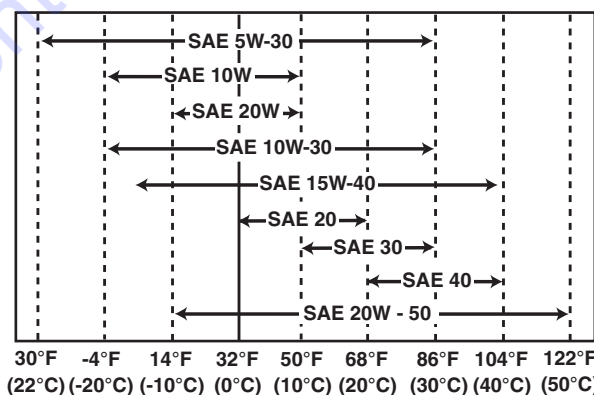 SAE 5W-30
SAE 10W
SAE 20W
SAE 10W-30
SAE 15W-40
SAE 20
SAE 30
SAE 40
SAE 20W - 50
30°F -4°F 14°F 32°F 50°F 68°F 86°F 104°F 122°F
(22°C) (-20°C) (-10°C) (0°C) (10°C) (20°C) (30°C) (40°C) (50°C)